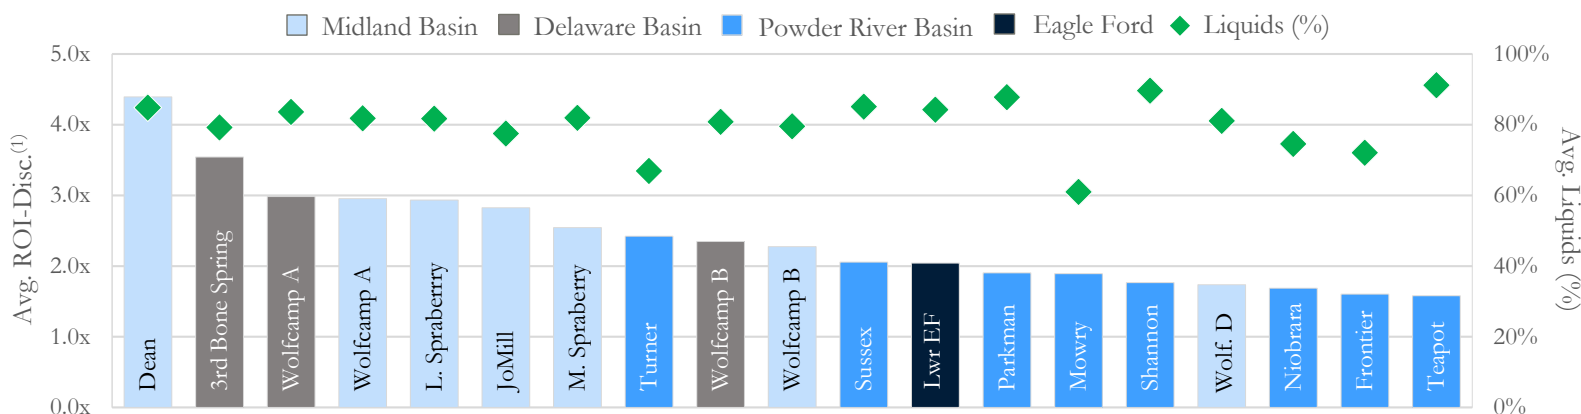 Midland Basin
Delaware Basin
Powder River Basin
Eagle Ford
Liquids (%)
5.0x
4.0x
3.0x
2.0x
1.0x
0.0x
Avg. ROI-Disc.(1)
Dean
3rd Bone Spring
Wolfcamp A
Wolfcamp A
L. Spraberrry
JoMill
M. Spraberry
Turner
Wolfcamp B
Wolfcamp B
Sussex
Lwr EF
Parkman
Mowry
Shannon
Wolf. D
Niobrara
Frontier
Teapot
100%
80%
60%
40%
20%
0%
Avg. Liquids (%)